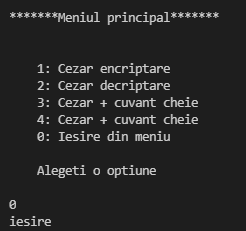 *******Meniul principal*******
1: Cezar encriptare
2: Cezar decriptare
3: Cezar + cuvant cheie
4: Cezar + cuvant cheie
0: Iesire din meniu
Alegeti o optiune
0
iesire